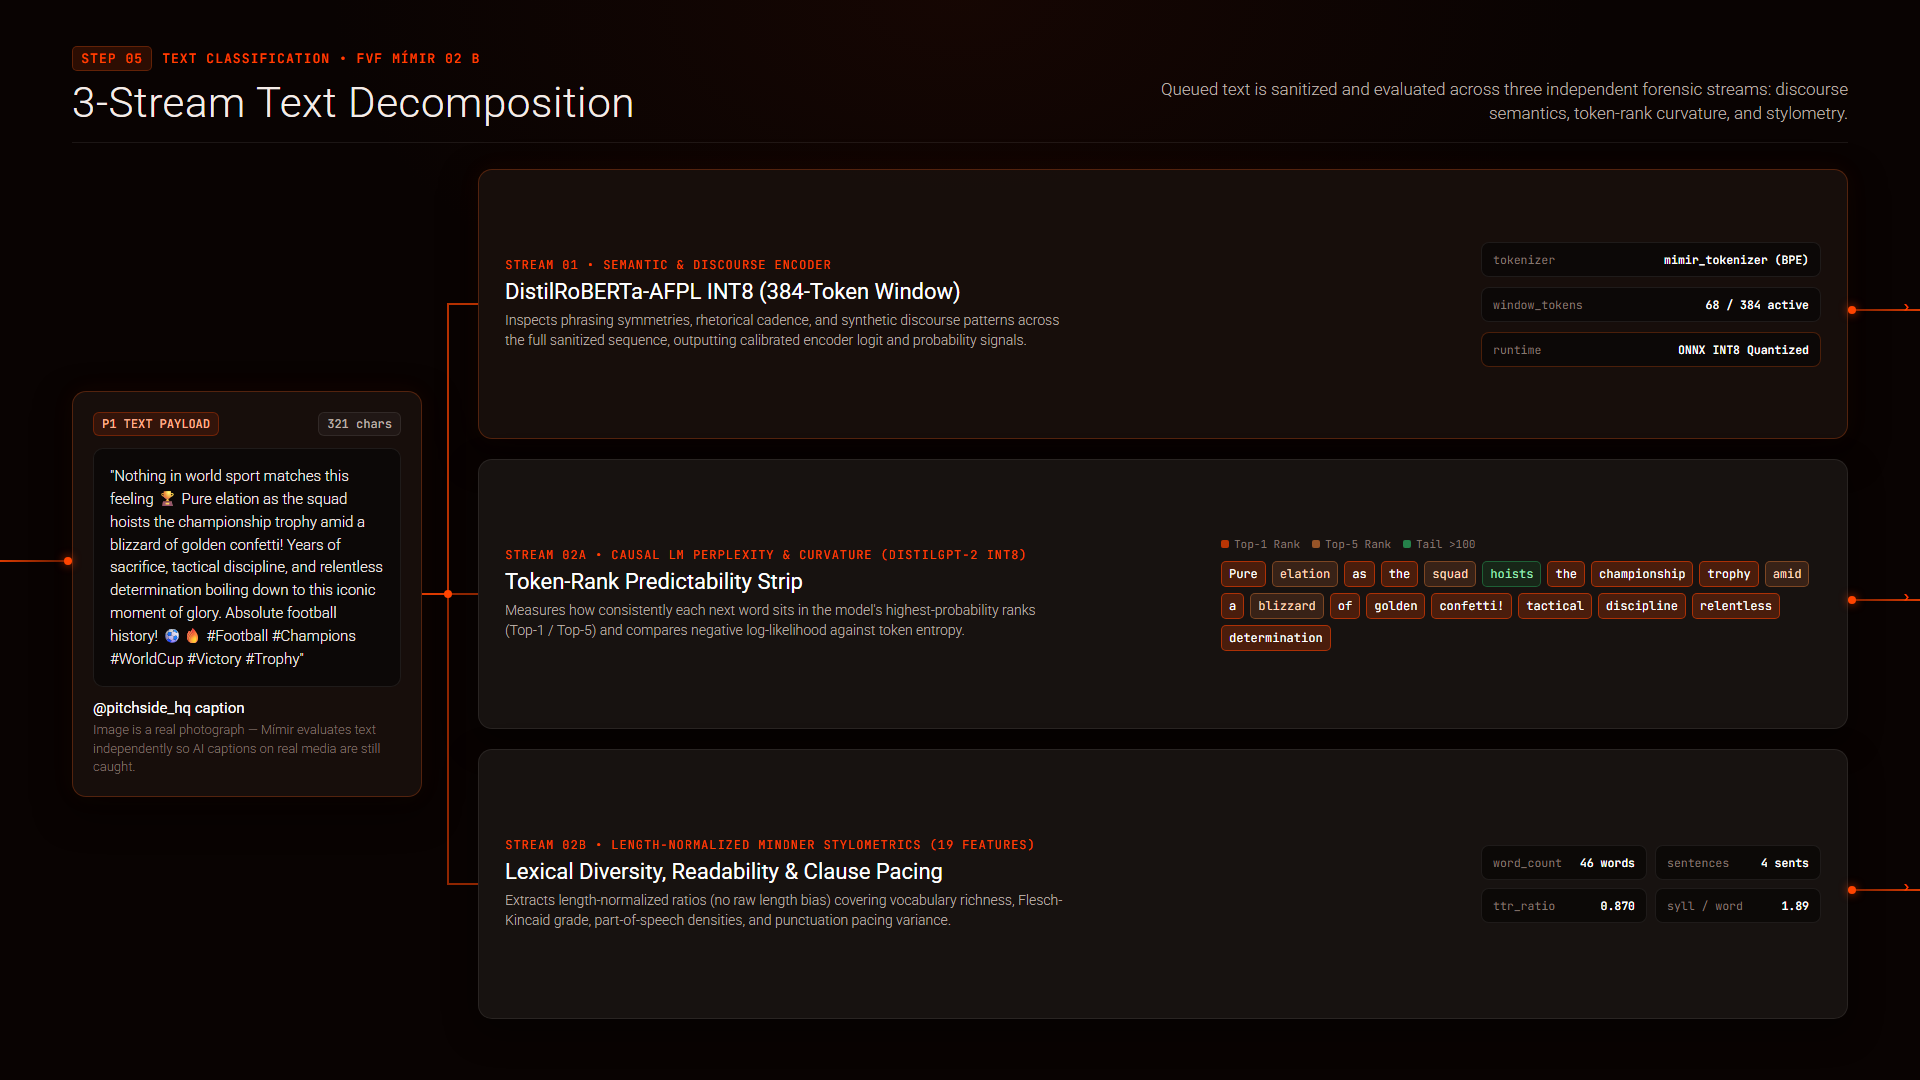 STEP 05 TEXT CLASSIFICATION • FVF MÍMIR 02 B
3-Stream Text Decomposition
Queued text is sanitized and evaluated across three independent forensic streams: discourse
semantics, token-rank curvature, and stylometry.
P1 TEXT PAYLOAD 321 chars
"Nothing in world sport matches this
feeling 🏆 Pure elation as the squad
hoists the championship trophy amid a
blizzard of golden confetti! Years of
sacrifice, tactical discipline, and relentless
determination boiling down to this iconic
moment of glory. Absolute football
history! 🌍 🔥 #Football #Champions
#WorldCup #Victory #Trophy"
@pitchside_hq caption
Image is a real photograph — Mímir evaluates text
independently so AI captions on real media are still
caught.
STREAM 01 • SEMANTIC & DISCOURSE ENCODER
DistilRoBERTa-AFPL INT8 (384-Token Window)
Inspects phrasing symmetries, rhetorical cadence, and synthetic discourse patterns across
the full sanitized sequence, outputting calibrated encoder logit and probability signals.
tokenizer mimir_tokenizer (BPE)
window_tokens 68 / 384 active
runtime ONNX INT8 Quantized
STREAM 02A • CAUSAL LM PERPLEXITY & CURVATURE (DISTILGPT-2 INT8)
Token-Rank Predictability Strip
Measures how consistently each next word sits in the model's highest-probability ranks
(Top-1 / Top-5) and compares negative log-likelihood against token entropy.
Top-1 Rank Top-5 Rank Tail >100
Pure elation as the squad hoists the championship trophy amid
a blizzard of golden confetti! tactical discipline relentless
determination
STREAM 02B • LENGTH-NORMALIZED MINDNER STYLOMETRICS (19 FEATURES)
Lexical Diversity, Readability & Clause Pacing
Extracts length-normalized ratios (no raw length bias) covering vocabulary richness, Flesch-
Kincaid grade, part-of-speech densities, and punctuation pacing variance.
word_count 46 words sentences 4 sents
ttr_ratio 0.870 syll / word 1.89